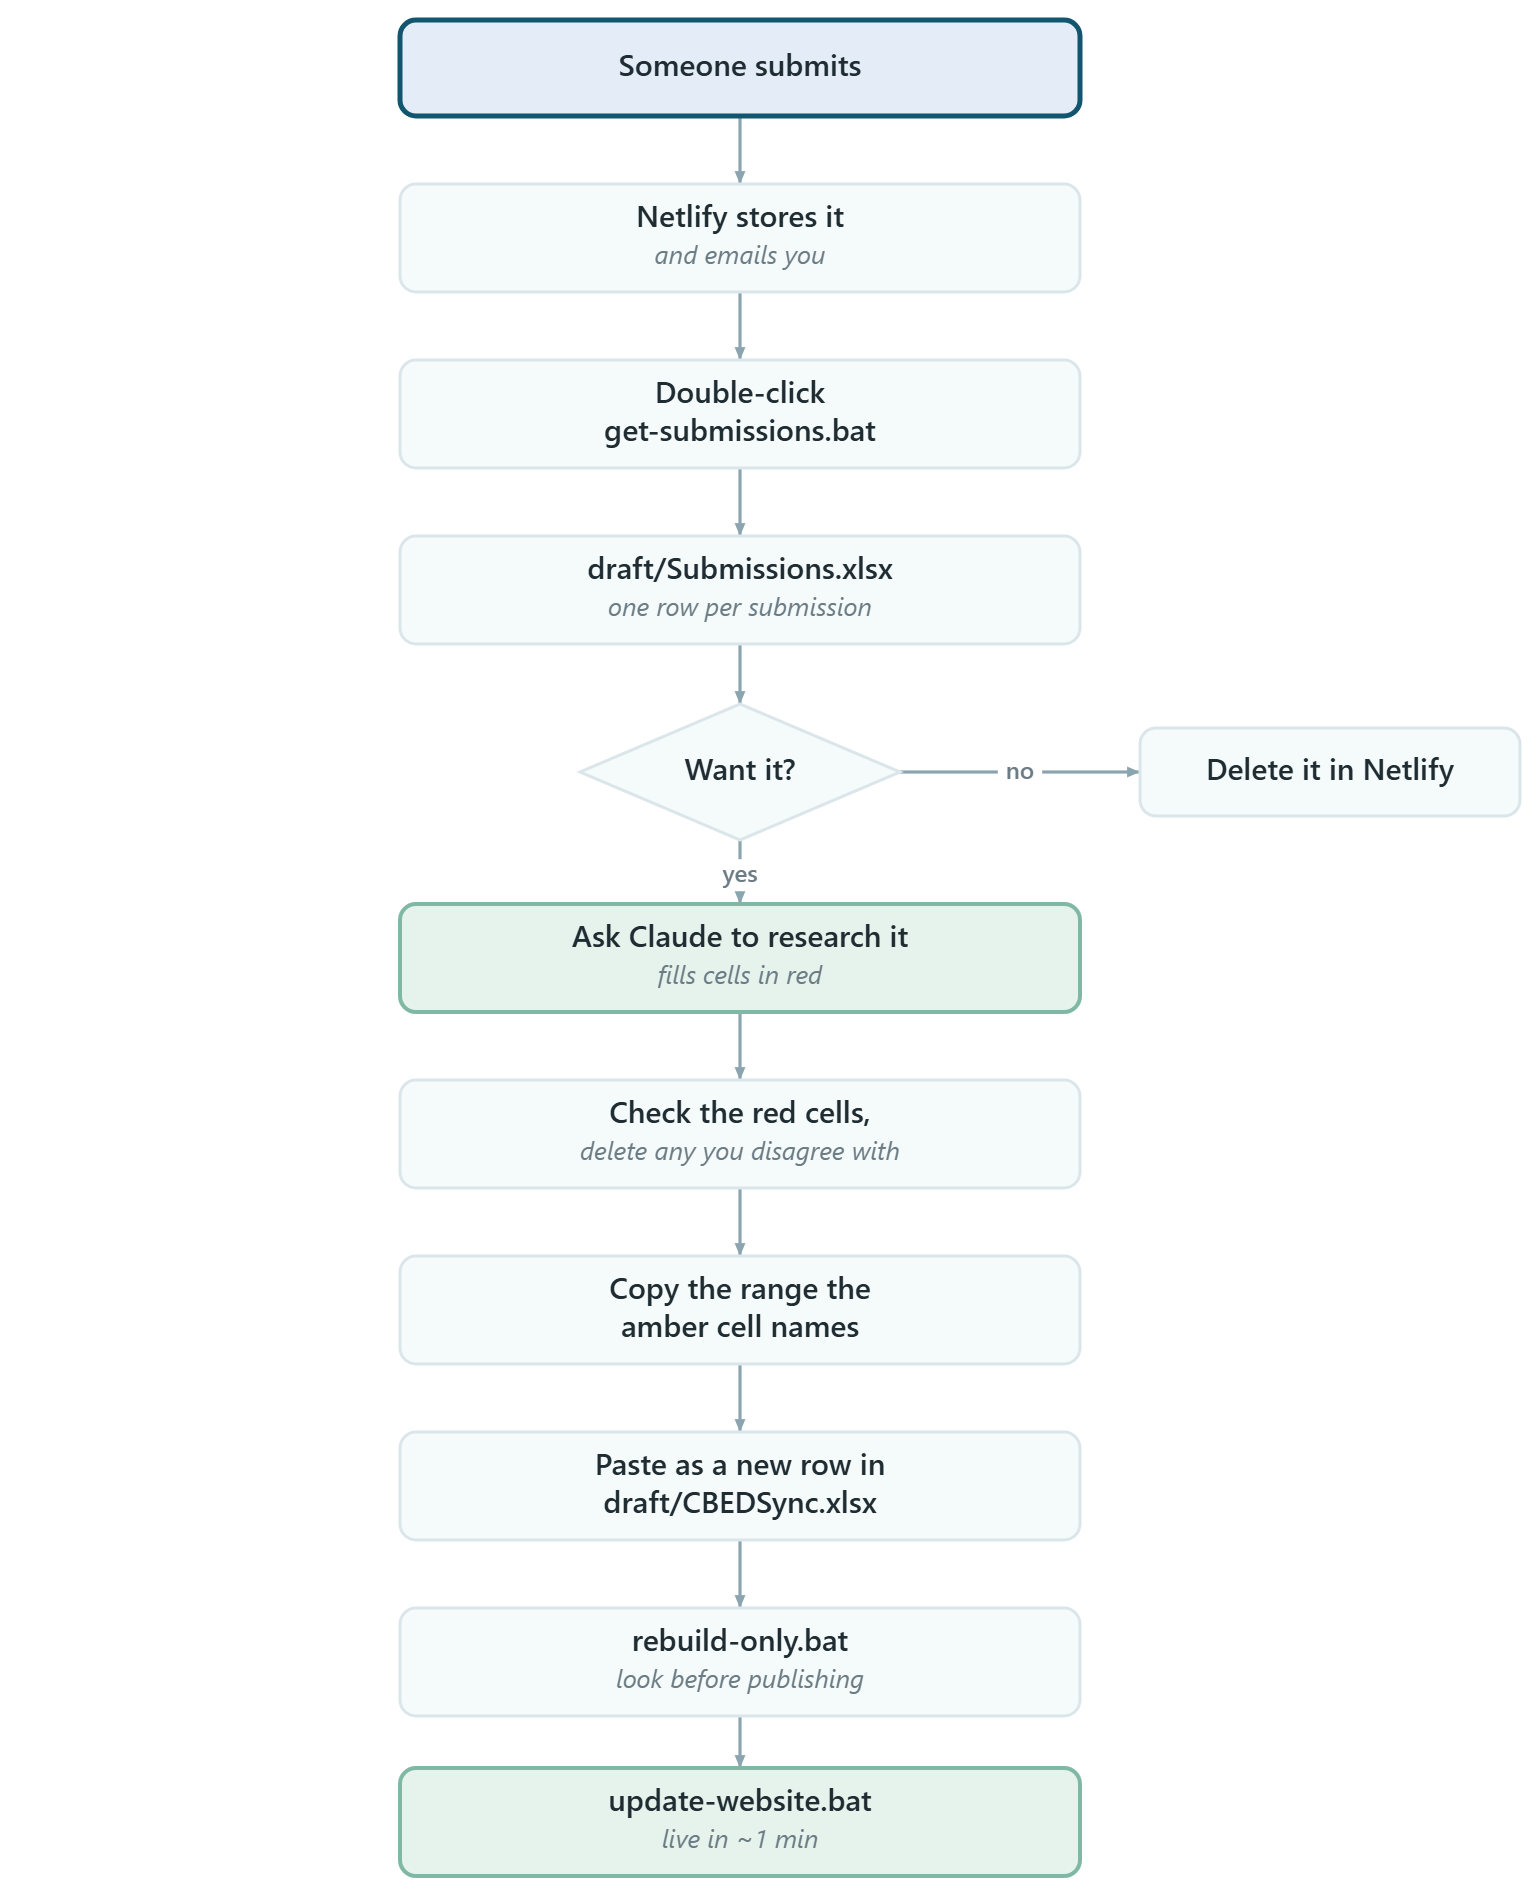 Someone submits
Netlify stores it
and emails you
Double-click
get-submissions.bat
draft/Submissions.xlsx
one row per submission
Want it?
no
Delete it in Netlify
yes
Ask Claude to research it
fills cells in red
Check the red cells,
delete any you disagree with
Copy the range the
amber cell names
Paste as a new row in
draft/CBEDSync.xlsx
rebuild-only.bat
look before publishing
update-website.bat
live in ~1 min